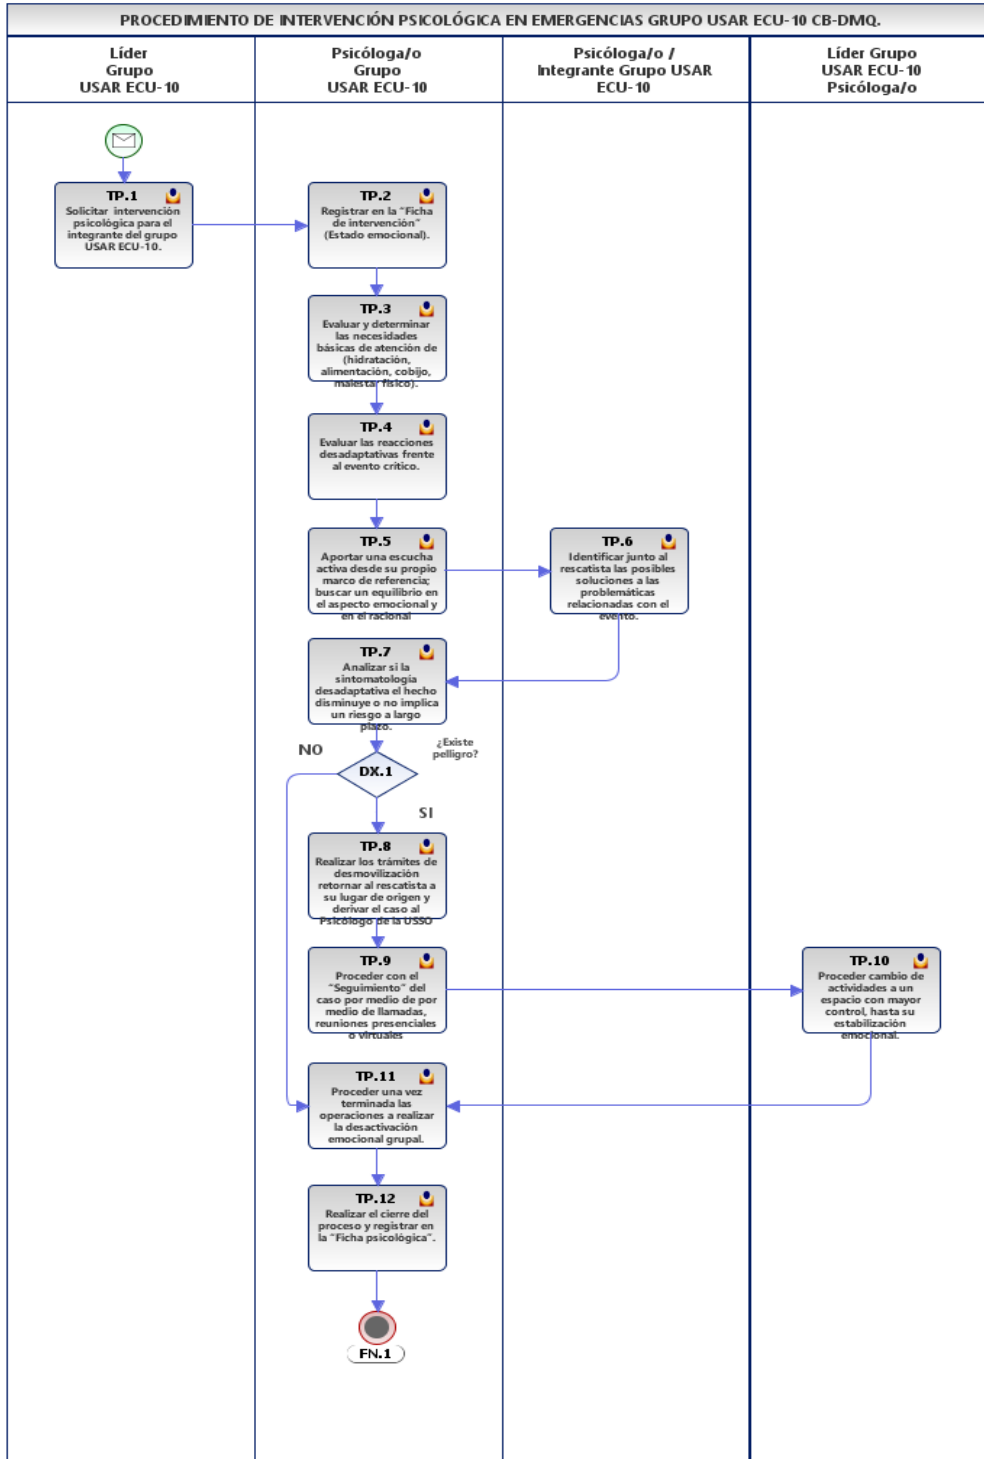 PROCEDIMIENTO DE INTERVENCIÓN PSICOLÓGICA EN EMERGENCIAS GRUPO USAR ECU-10 CB-DMQ.
Líder
Grupo
USAR ECU-10
Psicóloga/o
Grupo
USAR ECU-10
Psicóloga/o /
Integrante Grupo USAR
ECU-10
Líder Grupo
USAR ECU-10
Psicóloga/o
TP.1
Solicitar intervención
psicológica para el
integrante del grupo
USAR ECU-10.
TP.2
Registrar en la "Ficha
de intervención"
(Estado emocional).
TP.3
Evaluar y determinar
las necesidades
básicas de atención de
(hidratación,
alimentación, cobijo,
malestar físico).
TP.4
Evaluar las reacciones
desadaptativas frente
al evento crítico.
TP.5
Aportar una escucha
activa desde su propio
marco de referencia;
buscar un equilibrio en
el aspecto emocional y
en el racional
TP.6
Identificar junto al
rescatista las posibles
soluciones a las
problemáticas
relacionadas con el
evento.
TP.7
Analizar si la
sintomatología
desadaptativa el hecho
disminuye o no implica
un riesgo a largo
plazo.
NO
¿Existe
pelligro?
DX.1
SI
TP.8
Realizar los trámites de
desmovilización
retornar al rescatista a
su lugar de origen y
derivar el caso al
Psicólogo de la USSO
TP.9
Proceder con el
"Seguimiento" del
caso por medio de por
medio de llamadas,
reuniones presenciales
o virtuales
TP.10
Proceder cambio de
actividades a un
espacio con mayor
control, hasta su
estabilización
emocional.
TP.11
Proceder una vez
terminada las
operaciones a realizar
la desactivación
emocional grupal.
TP.12
Realizar el cierre del
proceso y registrar en
la "Ficha psicológica".
FN.1